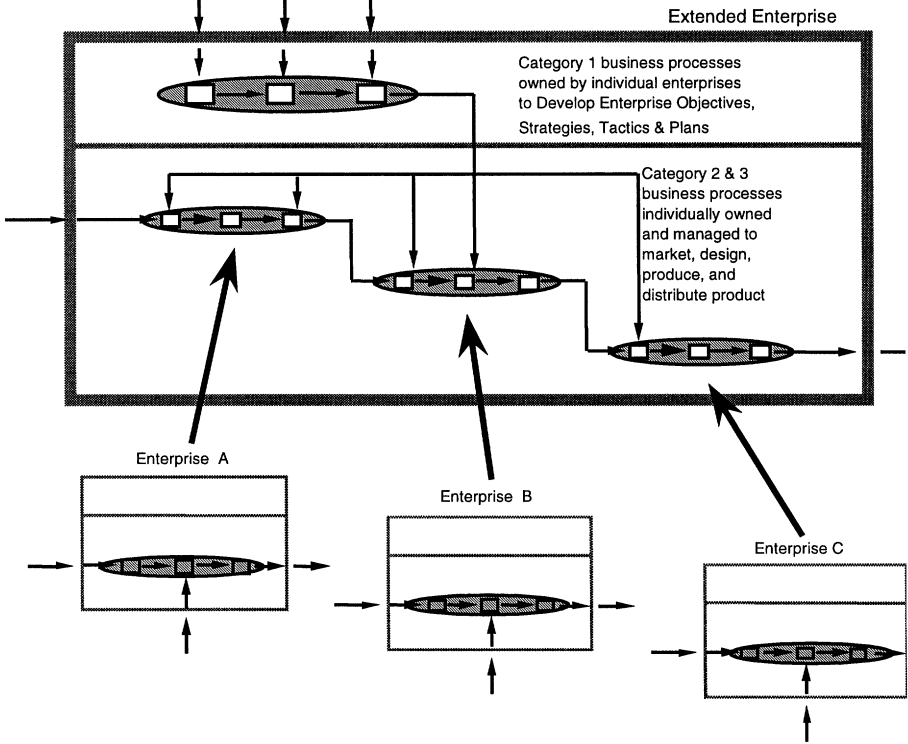 Extended Enterprise
Category 1 business processes
owned by individual enterprises
to Develop Enterprise Objectives,
Strategies, Tactics & Plans
Category 2 & 3
business processes
individually owned
and managed to
market, design,
produce, and
distribute product
Enterprise A
Enterprise B
Enterprise C